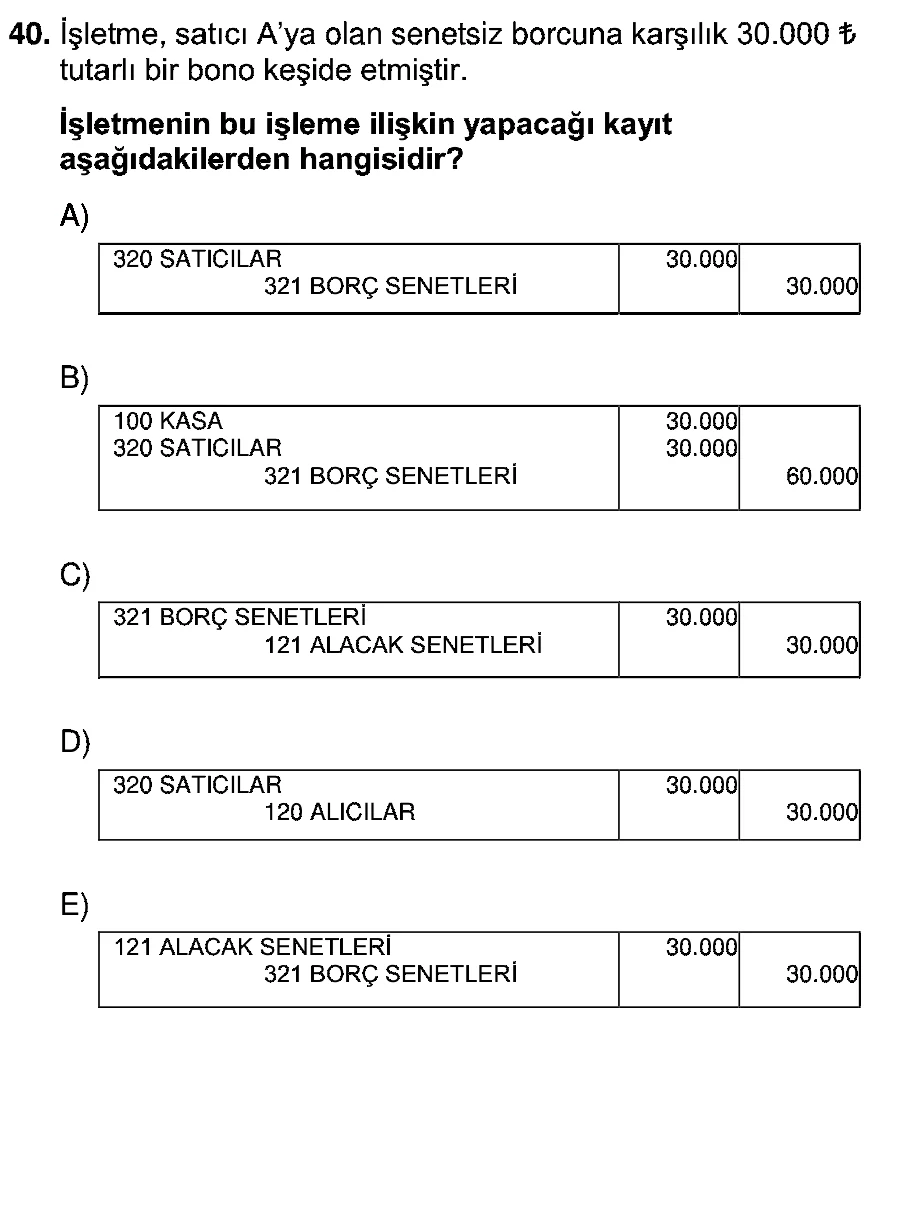 40. İşletme, satıcı A'ya olan senetsiz borcuna karşılık 30.000 ₺
tutarlı bir bono keşide etmiştir.
İşletmenin bu işleme ilişkin yapacağı kayıt
aşağıdakilerden hangisidir?
A)
320 SATICILAR 30.000
321 BORÇ SENETLERİ 30.000
B)
100 KASA 30.000
320 SATICILAR 30.000
321 BORÇ SENETLERİ 60.000
C)
321 BORÇ SENETLERİ 30.000
121 ALACAK SENETLERİ 30.000
D)
320 SATICILAR 30.000
120 ALICILAR 30.000
E)
121 ALACAK SENETLERİ 30.000
321 BORÇ SENETLERİ 30.000